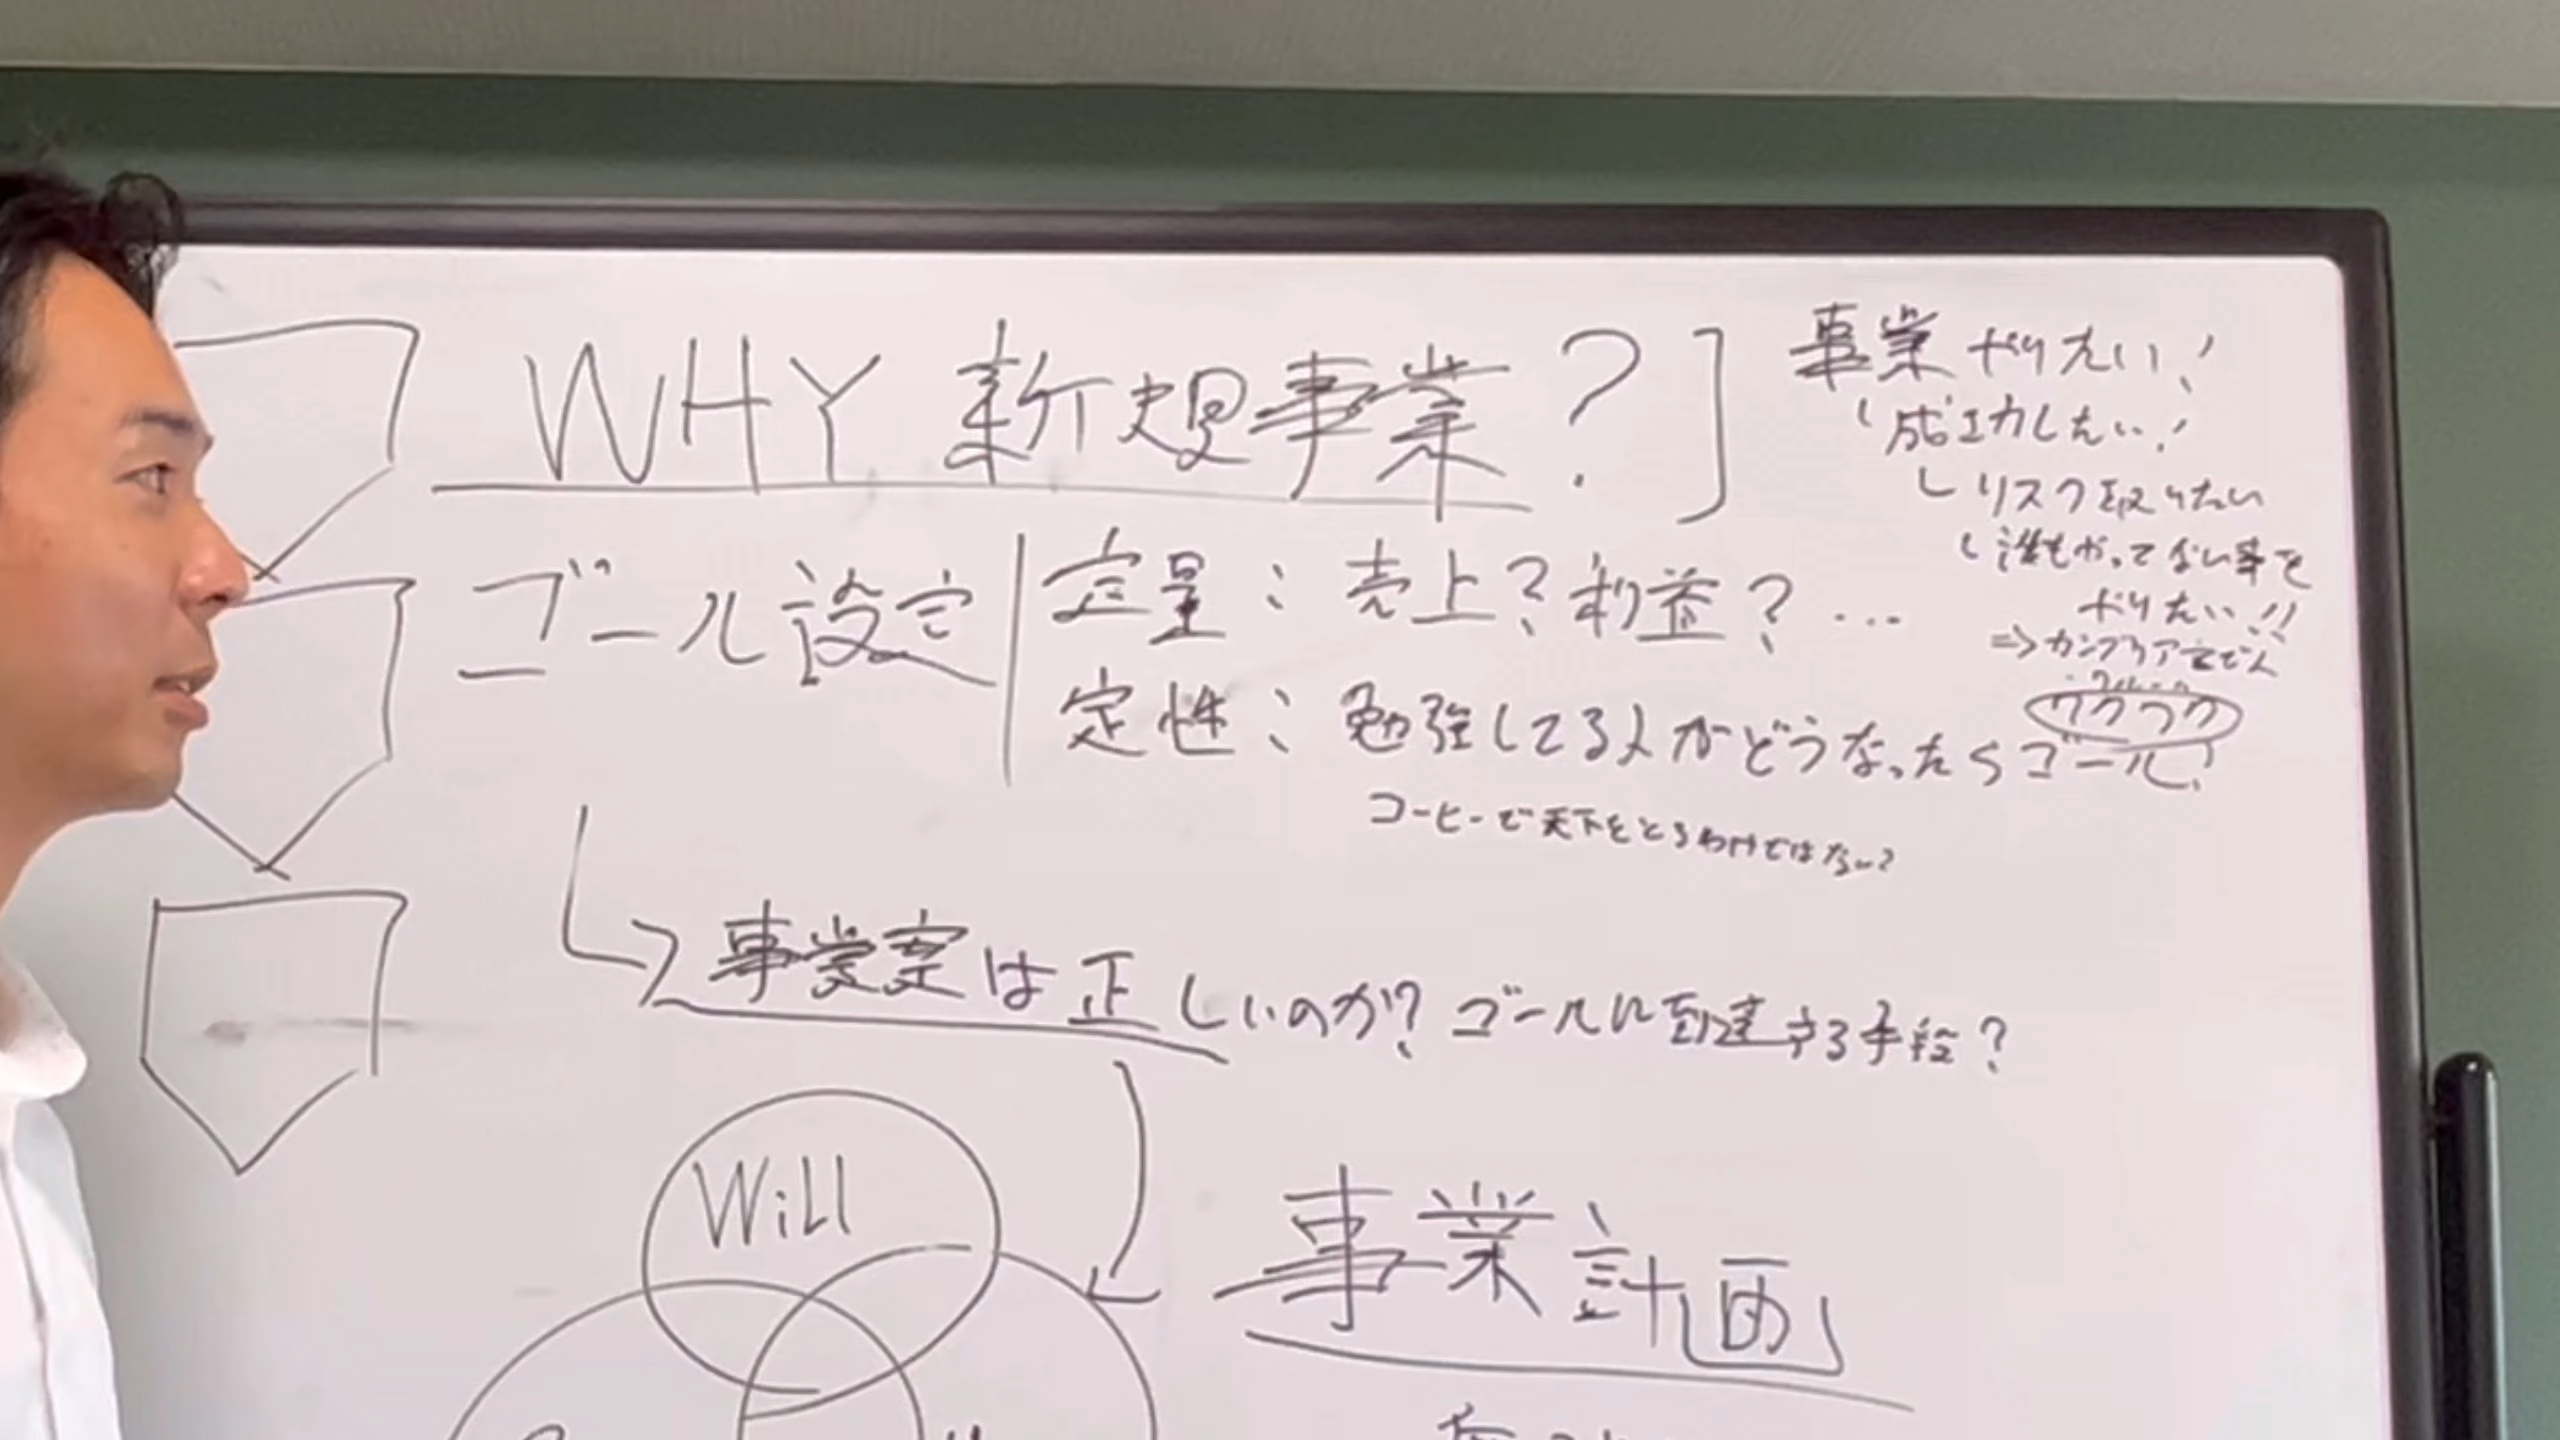 WHY 新規事業?
事業やりたい!
成功したい!
リスク取りたい
誰もやってない事を
やりたい!!
⇒カンブリア宮殿
ワクワク
ゴール設定
定量: 売上? 利益? …
定性: 勉強してる人がどうなったらゴール?
コーヒーで天下をとるわけではない?
事業案は正しいのか? ゴールに到達する手段?
Will
事業計画